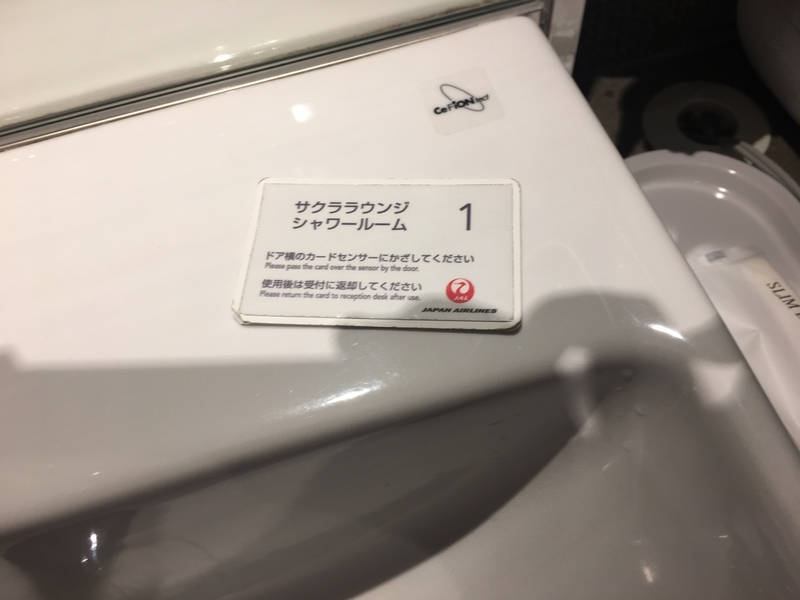 CeFiONtect
サクララウンジ
シャワールーム
1
ドア横のカードセンサーにかざしてください
Please pass the card over the sensor by the door.
使用後は受付に返却してください
Please return the card to reception desk after use.
JAL
JAPAN AIRLINES